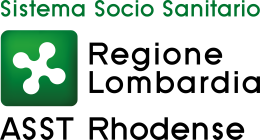 Sistema Socio Sanitario
Regione
Lombardia
ASST Rhodense